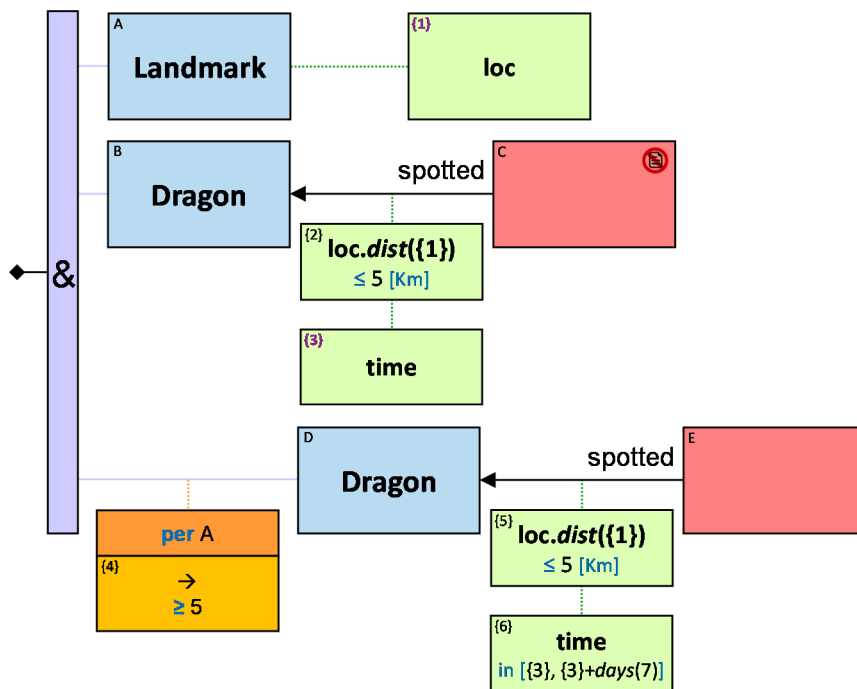 A
Landmark
{1}
loc
&
B
Dragon
spotted
C
{2}
loc.dist({1})
≤ 5 [Km]
{3}
time
D
Dragon
spotted
E
per A
{4}
→
≥ 5
{5}
loc.dist({1})
≤ 5 [Km]
{6}
time
in [{3}, {3}+days(7)]